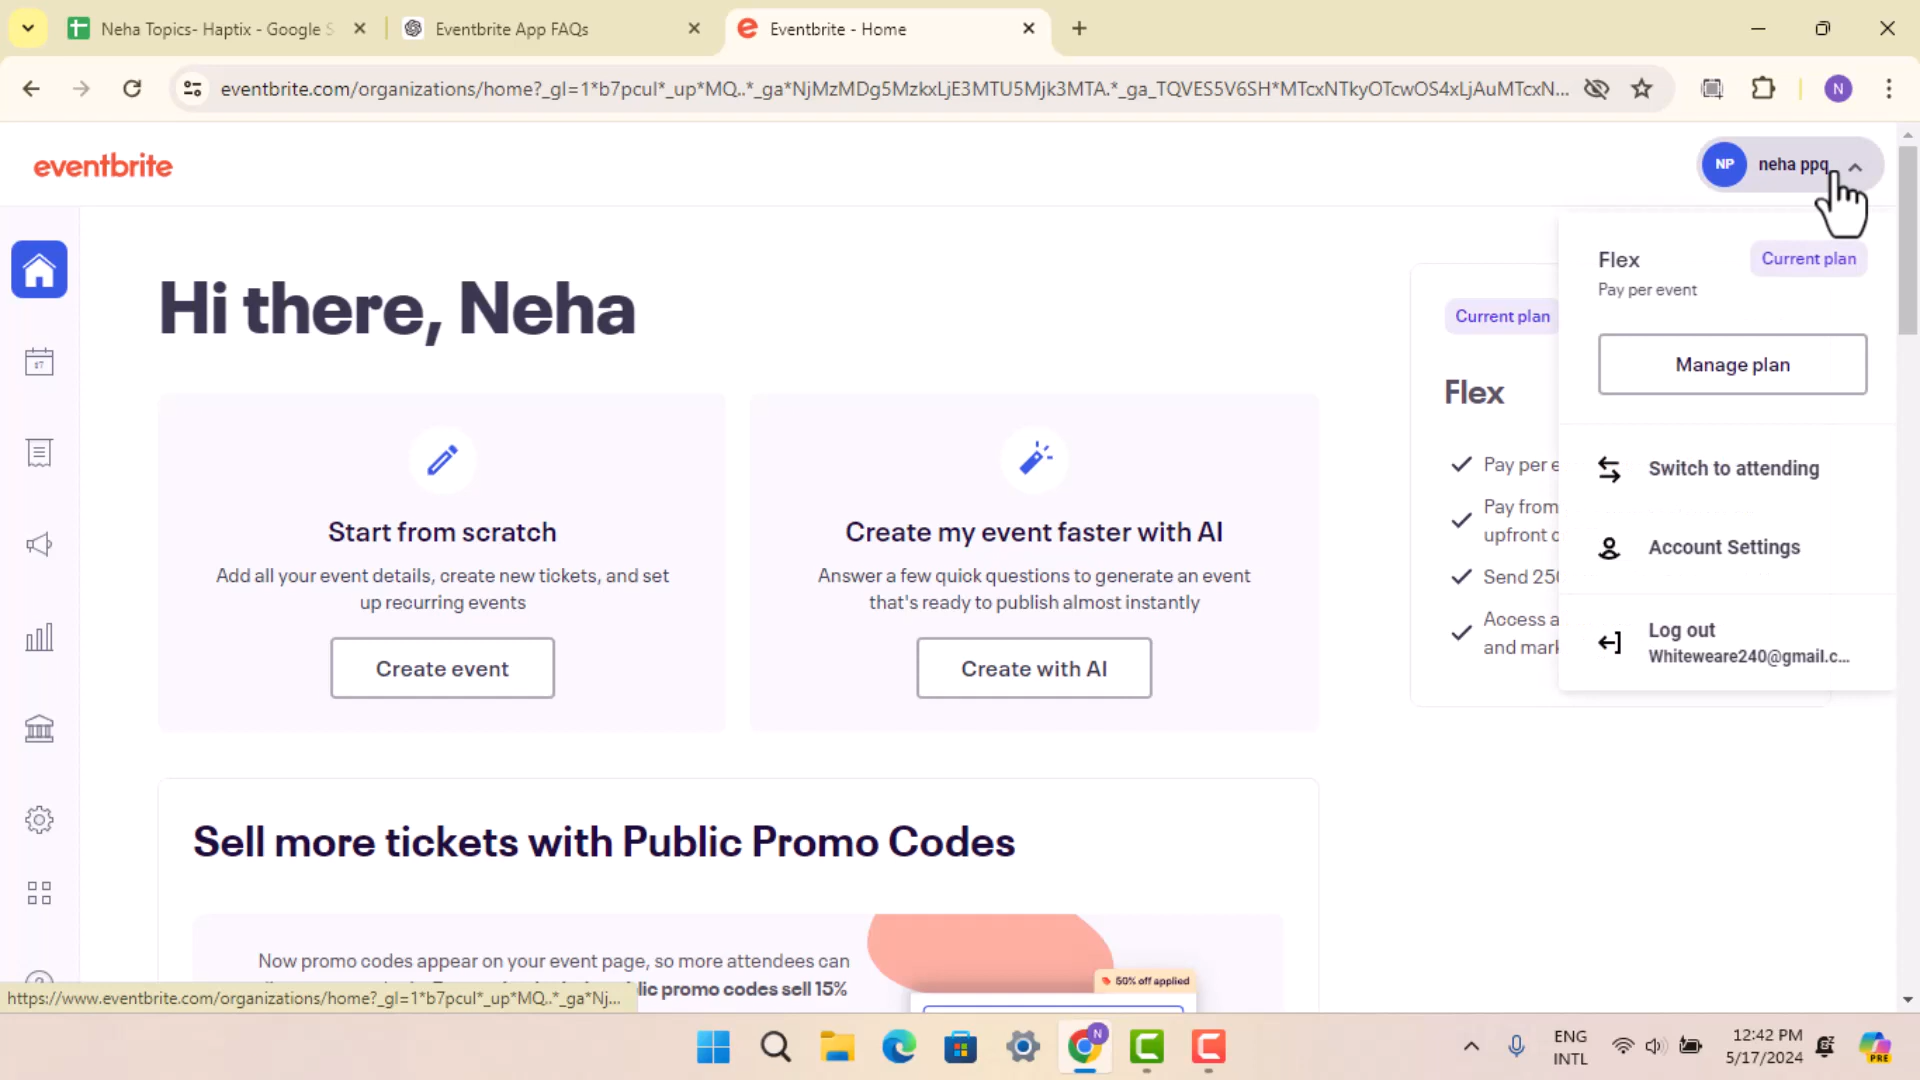 Neha Topics- Haptix - Google S
Eventbrite App FAQs
Eventbrite - Home
eventbrite.com/organizations/home?_gl=1*b7pcul*_up*MQ..*_ga*NjMzMDg5MzkxLjE3MTU5Mjk3MTA.*_ga_TQVES5V6SH*MTcxNTkyOTcwOS4xLjAuMTcxN...
N
eventbrite
NP
neha ppq
Flex
Current plan
Pay per event
Manage plan
Switch to attending
Account Settings
Log out
Whiteweare240@gmail.c...
17
Hi there, Neha
Start from scratch
Add all your event details, create new tickets, and set
up recurring events
Create event
Create my event faster with AI
Answer a few quick questions to generate an event
that's ready to publish almost instantly
Create with AI
Current plan
Flex
Pay per e
Pay from
upfront c
Send 250
Access a
and mark
Sell more tickets with Public Promo Codes
Now promo codes appear on your event page, so more attendees can
lic promo codes sell 15%
50% off applied
https://www.eventbrite.com/organizations/home?_gl=1*b7pcul*_up*MQ..*_ga*Nj...
N
ENG
INTL
12:42 PM
5/17/2024
PRE